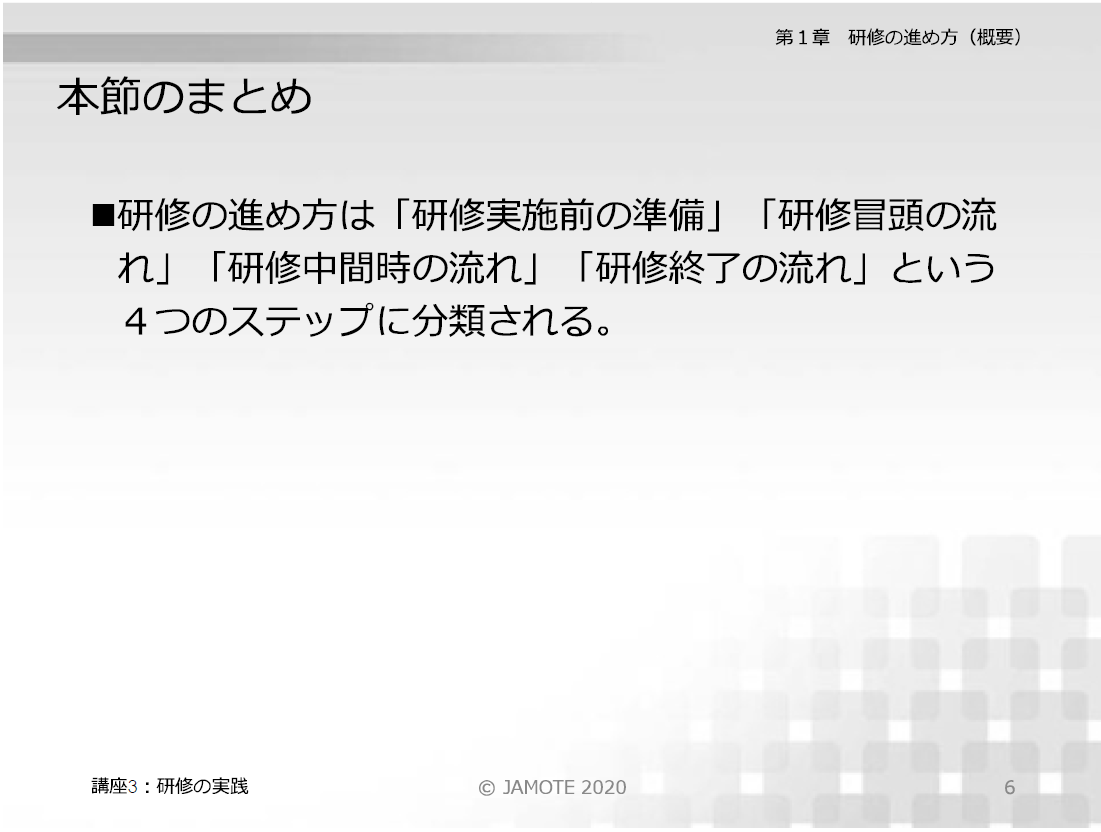 第１章　研修の進め方（概要）
本節のまとめ
■研修の進め方は「研修実施前の準備」「研修冒頭の流
れ」「研修中間時の流れ」「研修終了の流れ」という
４つのステップに分類される。
講座3：研修の実践
© JAMOTE 2020
6